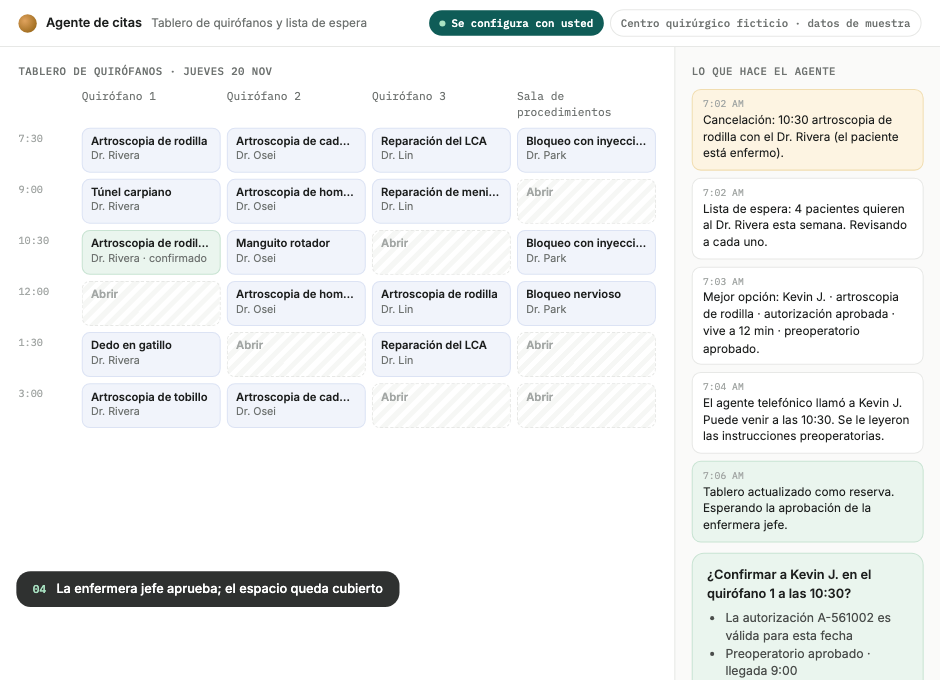 Agente de citas Tablero de quirófanos y lista de espera
Se configura con usted
Centro quirúrgico ficticio · datos de muestra
TABLERO DE QUIRÓFANOS · JUEVES 20 NOV
Quirófano 1
Quirófano 2
Quirófano 3
Sala de
procedimientos
7:30
Artroscopia de rodilla
Dr. Rivera
Artroscopia de cad...
Dr. Osei
Reparación del LCA
Dr. Lin
Bloqueo con inyecci...
Dr. Park
9:00
Túnel carpiano
Dr. Rivera
Artroscopia de hom...
Dr. Osei
Reparación de meni...
Dr. Lin
Abrir
10:30
Artroscopia de rodil...
Dr. Rivera · confirmado
Manguito rotador
Dr. Osei
Abrir
Bloqueo con inyecci...
Dr. Park
12:00
Abrir
Artroscopia de hom...
Dr. Osei
Artroscopia de rodilla
Dr. Lin
Bloqueo nervioso
Dr. Park
1:30
Dedo en gatillo
Dr. Rivera
Abrir
Reparación del LCA
Dr. Lin
Abrir
3:00
Artroscopia de tobillo
Dr. Rivera
Artroscopia de cad...
Dr. Osei
Abrir
Abrir
04 La enfermera jefe aprueba; el espacio queda cubierto
LO QUE HACE EL AGENTE
7:02 AM
Cancelación: 10:30 artroscopia de
rodilla con el Dr. Rivera (el paciente
está enfermo).
7:02 AM
Lista de espera: 4 pacientes quieren
al Dr. Rivera esta semana. Revisando
a cada uno.
7:03 AM
Mejor opción: Kevin J. · artroscopia
de rodilla · autorización aprobada ·
vive a 12 min · preoperatorio
aprobado.
7:04 AM
El agente telefónico llamó a Kevin J.
Puede venir a las 10:30. Se le leyeron
las instrucciones preoperatorias.
7:06 AM
Tablero actualizado como reserva.
Esperando la aprobación de la
enfermera jefe.
¿Confirmar a Kevin J. en el
quirófano 1 a las 10:30?
• La autorización A-561002 es
válida para esta fecha
• Preoperatorio aprobado ·
llegada 9:00